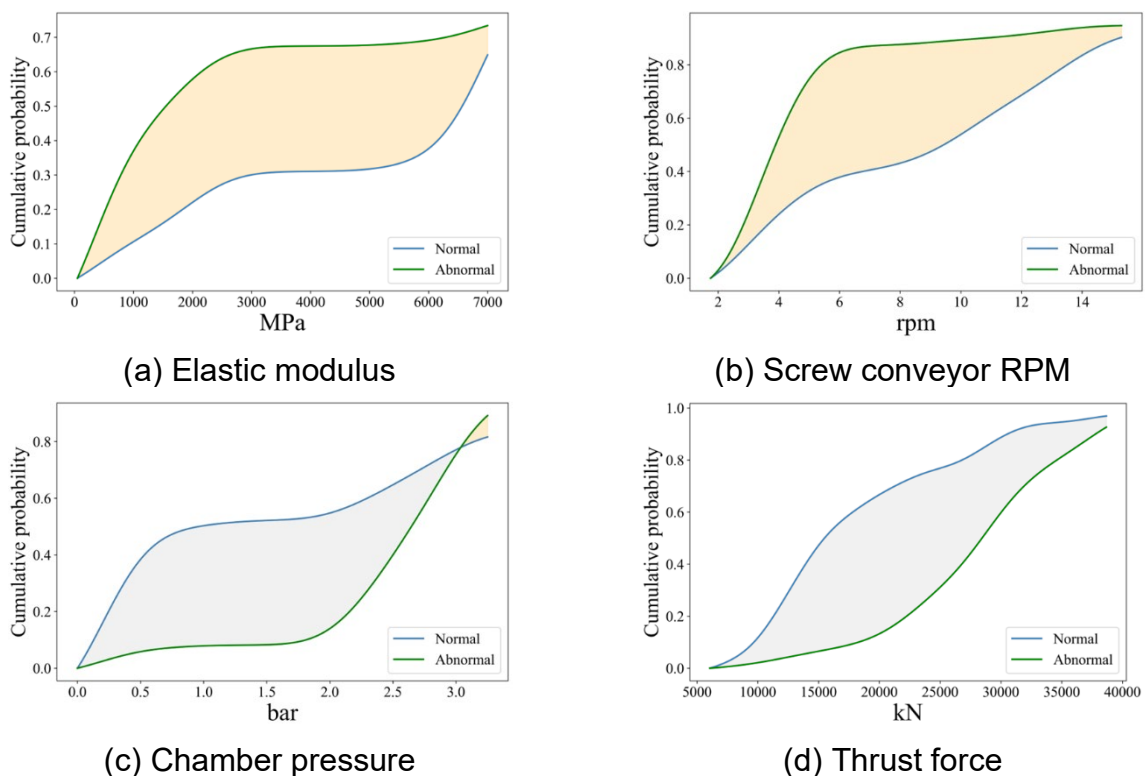 Cumulative probability
0.7
0.6
0.5
0.4
0.3
0.2
0.1
0.0
Normal
Abnormal
0 1000 2000 3000 4000 5000 6000 7000
MPa
(a) Elastic modulus
Cumulative probability
0.8
0.6
0.4
0.2
0.0
Normal
Abnormal
2 4 6 8 10 12 14
rpm
(b) Screw conveyor RPM
Cumulative probability
0.8
0.6
0.4
0.2
0.0
Normal
Abnormal
0.0 0.5 1.0 1.5 2.0 2.5 3.0
bar
(c) Chamber pressure
Cumulative probability
1.0
0.8
0.6
0.4
0.2
0.0
Normal
Abnormal
5000 10000 15000 20000 25000 30000 35000 40000
kN
(d) Thrust force